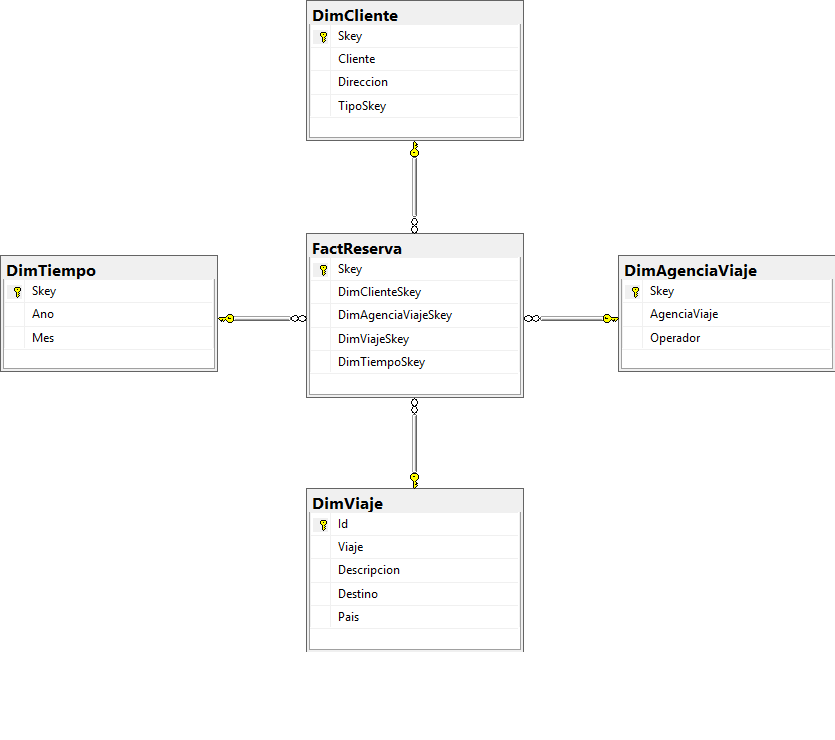 DimCliente
Skey
Cliente
Direccion
TipoSkey
DimTiempo
Skey
Ano
Mes
FactReserva
Skey
DimClienteSkey
DimAgenciaViajeSkey
DimViajeSkey
DimTiempoSkey
DimAgenciaViaje
Skey
AgenciaViaje
Operador
DimViaje
Id
Viaje
Descripcion
Destino
Pais